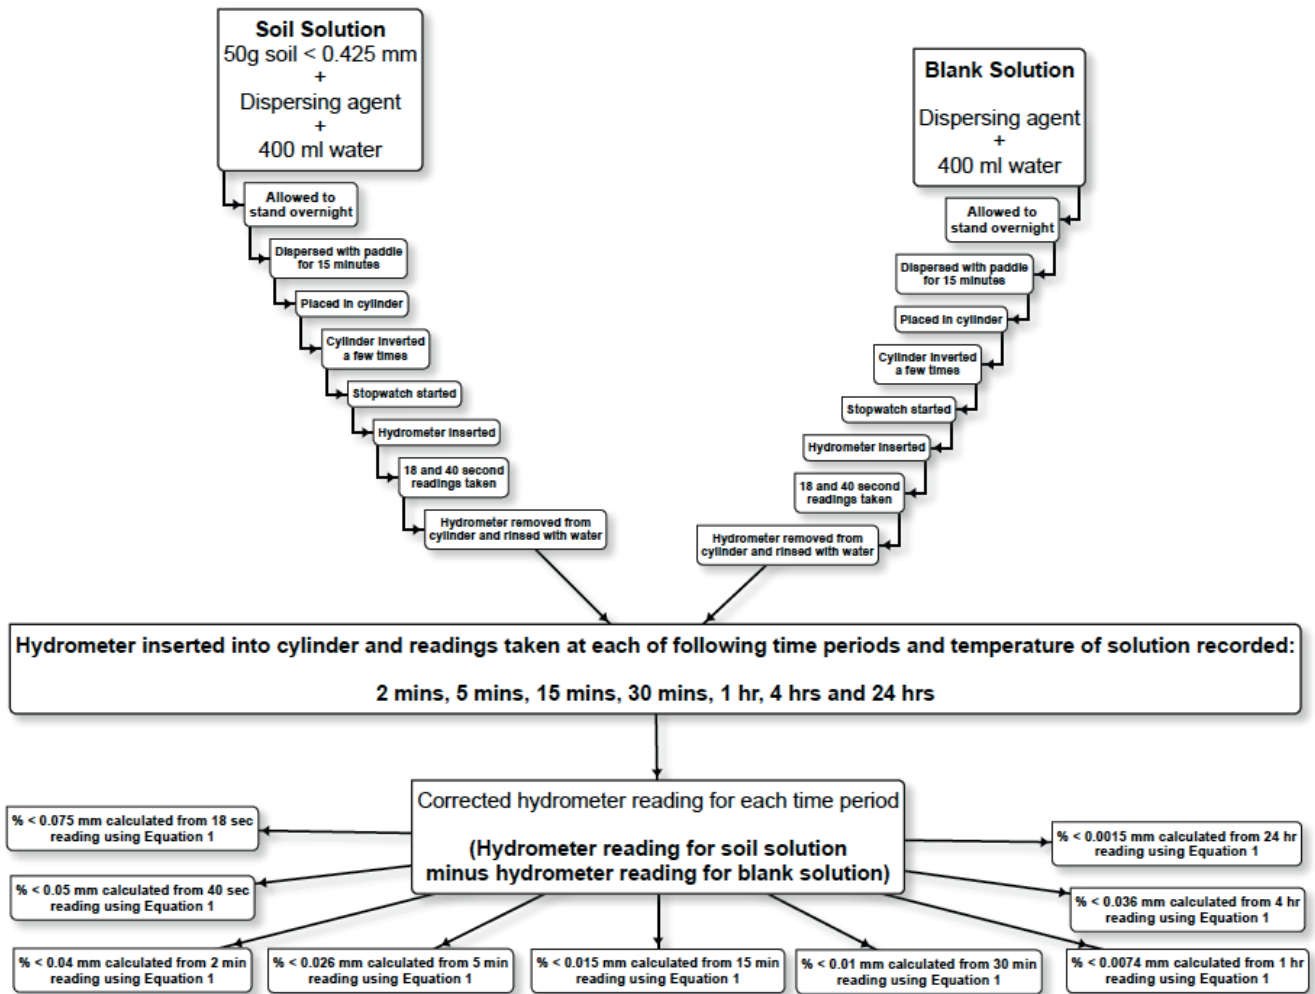 Soil Solution
50g soil < 0.425 mm
+
Dispersing agent
+
400 ml water
Allowed to
stand overnight
Dispersed with paddle
for 15 minutes
Placed in cylinder
Cylinder inverted
a few times
Stopwatch started
Hydrometer inserted
18 and 40 second
readings taken
Hydrometer removed from
cylinder and rinsed with water
Blank Solution
Dispersing agent
+
400 ml water
Allowed to
stand overnight
Dispersed with paddle
for 15 minutes
Placed in cylinder
Cylinder inverted
a few times
Stopwatch started
Hydrometer inserted
18 and 40 second
readings taken
Hydrometer removed from
cylinder and rinsed with water
Hydrometer inserted into cylinder and readings taken at each of following time periods and temperature of solution recorded:
2 mins, 5 mins, 15 mins, 30 mins, 1 hr, 4 hrs and 24 hrs
Corrected hydrometer reading for each time period
(Hydrometer reading for soil solution
minus hydrometer reading for blank solution)
% < 0.075 mm calculated from 18 sec
reading using Equation 1
% < 0.05 mm calculated from 40 sec
reading using Equation 1
% < 0.04 mm calculated from 2 min
reading using Equation 1
% < 0.026 mm calculated from 5 min
reading using Equation 1
% < 0.015 mm calculated from 15 min
reading using Equation 1
% < 0.01 mm calculated from 30 min
reading using Equation 1
% < 0.0074 mm calculated from 1 hr
reading using Equation 1
% < 0.036 mm calculated from 4 hr
reading using Equation 1
% < 0.0015 mm calculated from 24 hr
reading using Equation 1